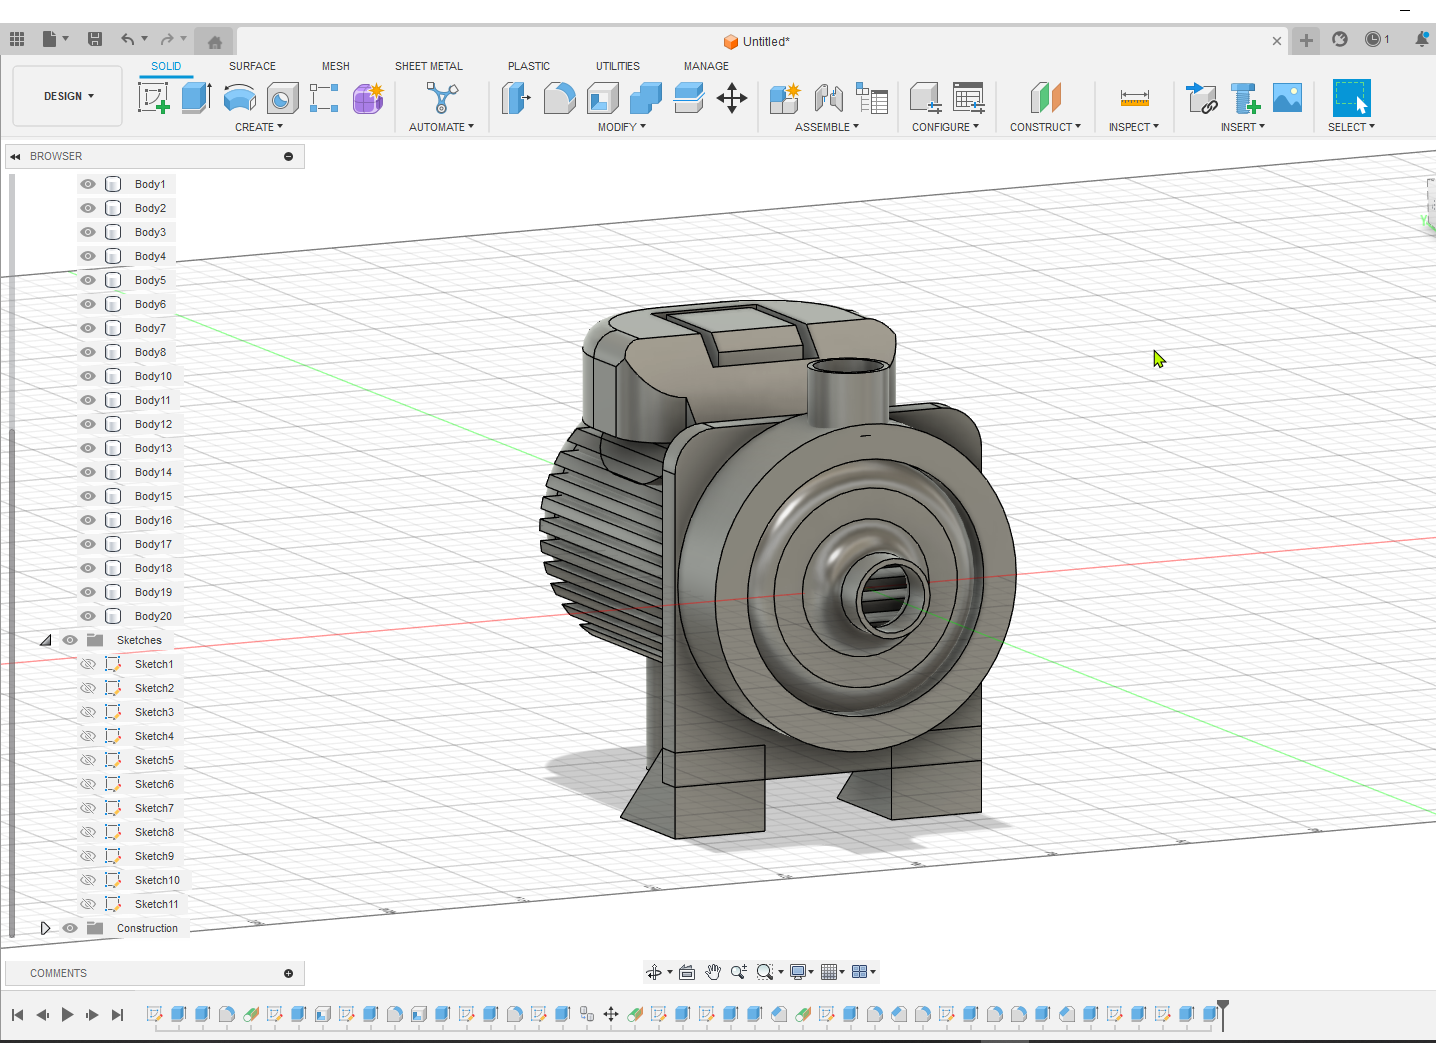 Untitled*
1
SOLID SURFACE MESH SHEET METAL PLASTIC UTILITIES MANAGE
DESIGN
CREATE AUTOMATE MODIFY ASSEMBLE CONFIGURE CONSTRUCT INSPECT INSERT SELECT
BROWSER
Body1
Body2
Body3
Body4
Body5
Body6
Body7
Body8
Body10
Body11
Body12
Body13
Body14
Body15
Body16
Body17
Body18
Body19
Body20
Sketches
Sketch1
Sketch2
Sketch3
Sketch4
Sketch5
Sketch6
Sketch7
Sketch8
Sketch9
Sketch10
Sketch11
Construction
Y
COMMENTS